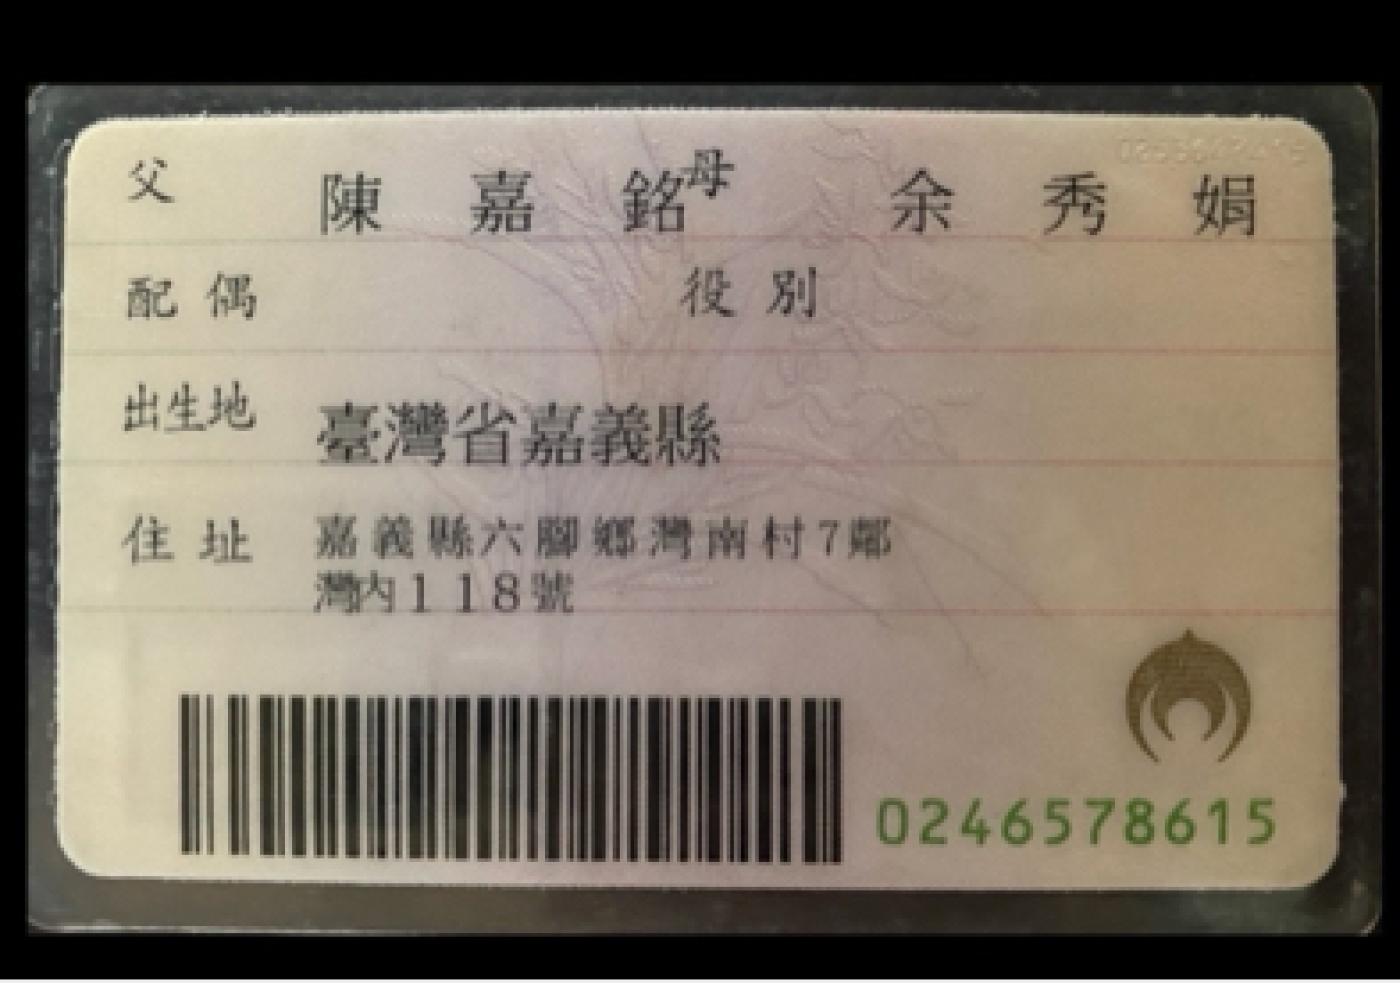 父 陳嘉銘 母 余秀娟
配偶 役別
出生地 臺灣省嘉義縣
住址 嘉義縣六腳鄉灣南村7鄰
灣內118號
0246578615